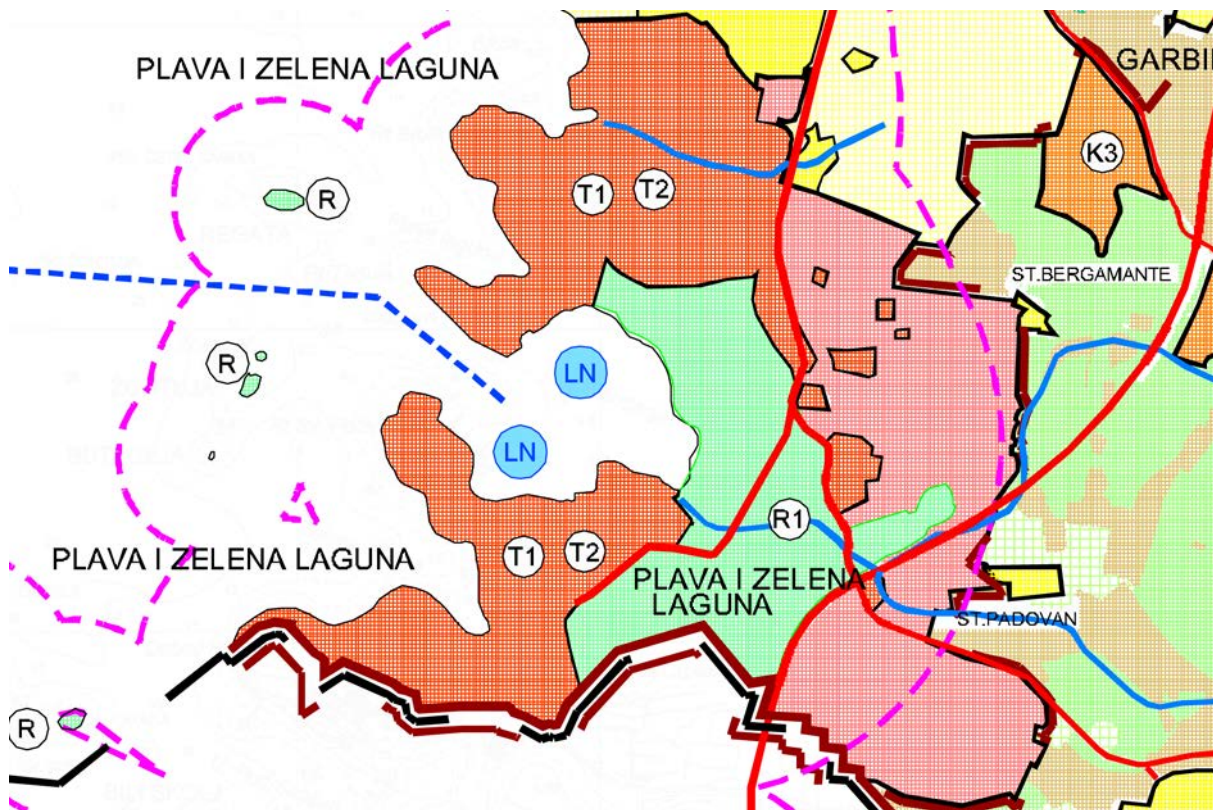 PLAVA I ZELENA LAGUNA
GARBI
K3
T1
T2
R
ST.BERGAMANTE
R
LN
LN
R1
T1
T2
PLAVA I ZELENA LAGUNA
PLAVA I ZELENA
LAGUNA
ST.PADOVAN
R